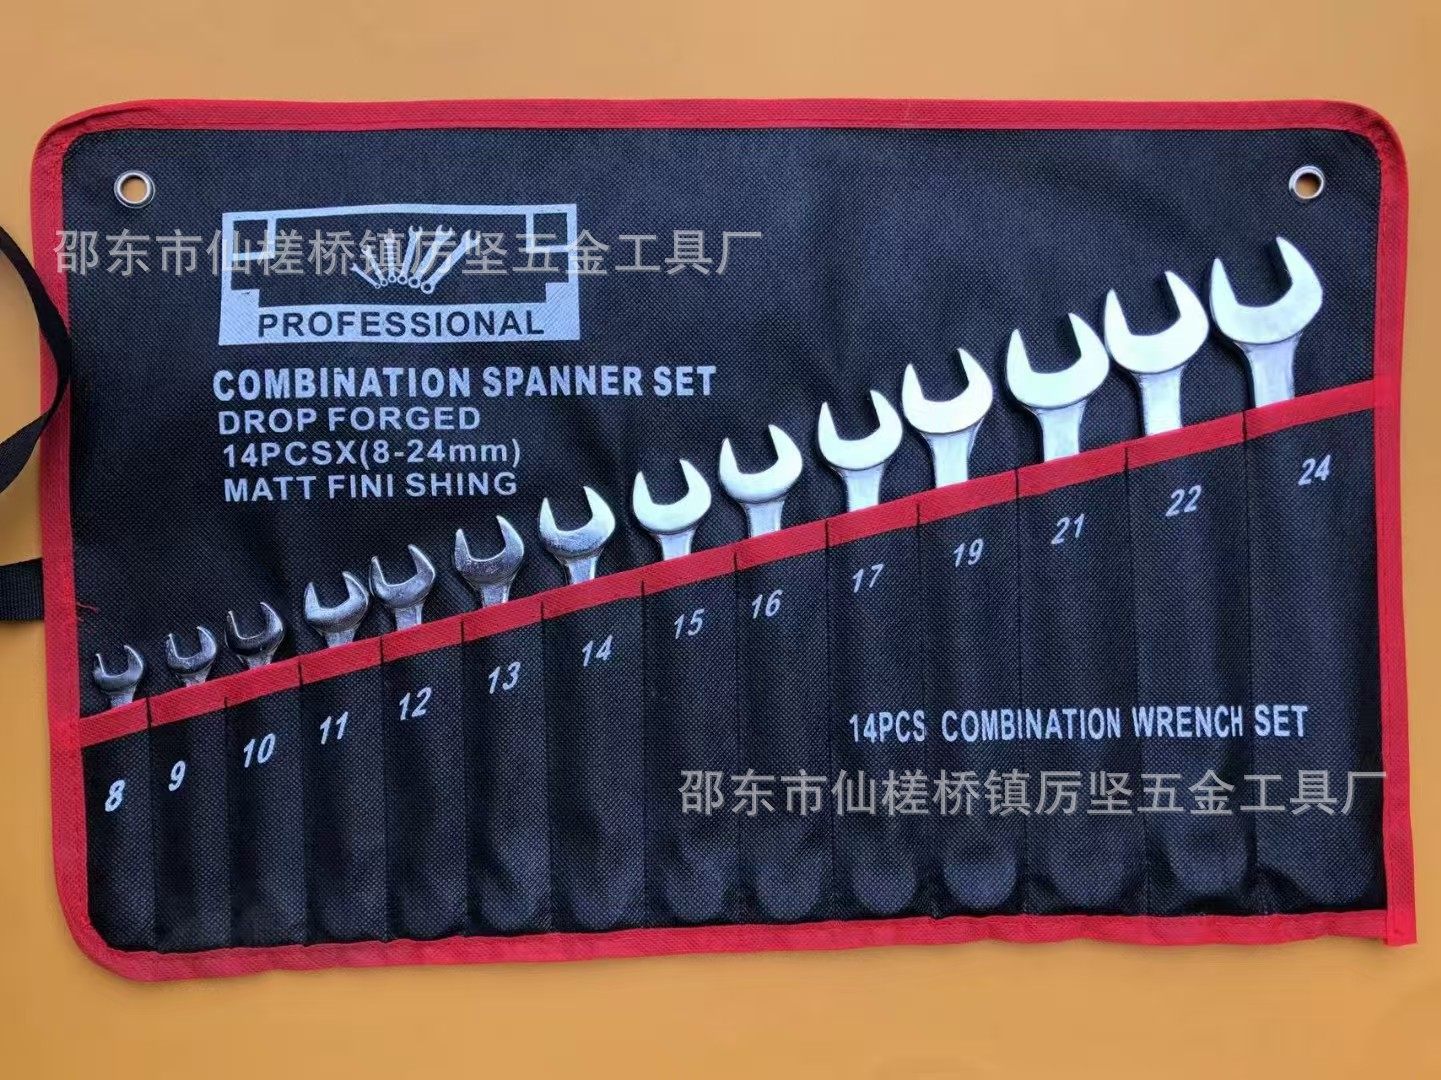 邵东市仙槎桥镇厉坚五金工具厂
PROFESSIONAL
COMBINATION SPANNER SET
DROP FORGED
14PCSX(8-24mm)
MATT FINI SHING
8 9 10 11 12 13 14 15 16 17 19 21 22 24
14PCS COMBINATION WRENCH SET
邵东市仙槎桥镇厉坚五金工具厂